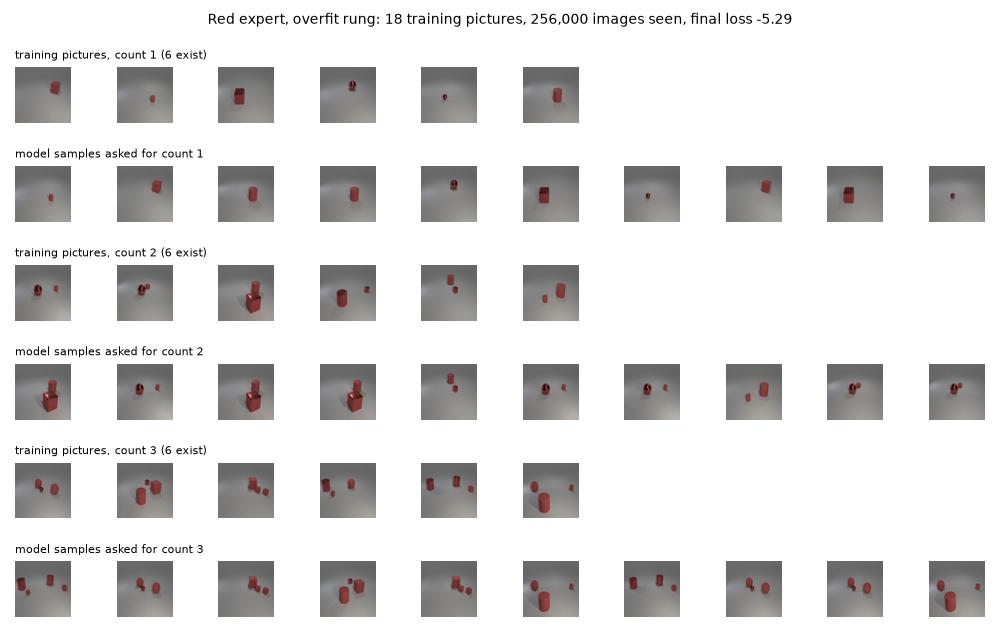 Red expert, overfit rung: 18 training pictures, 256,000 images seen, final loss -5.29
training pictures, count 1 (6 exist)
model samples asked for count 1
training pictures, count 2 (6 exist)
model samples asked for count 2
training pictures, count 3 (6 exist)
model samples asked for count 3